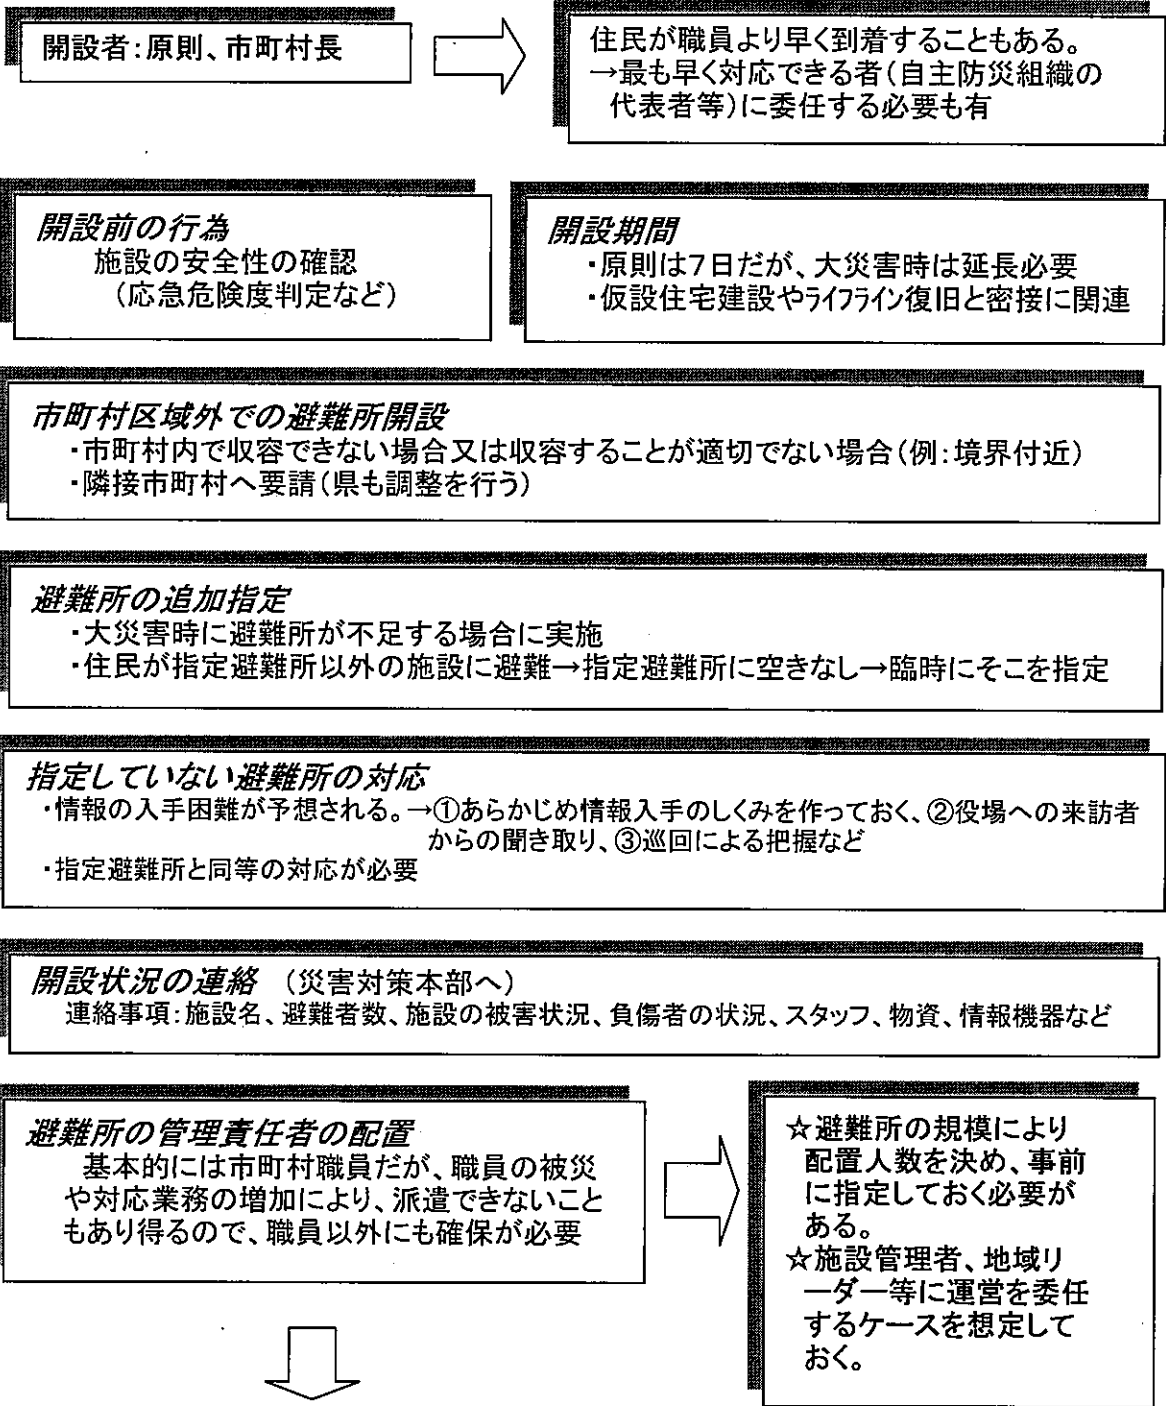 開設者:原則、市町村長
住民が職員より早く到着することもある。
→最も早く対応できる者(自主防災組織の
代表者等)に委任する必要も有
開設前の行為
施設の安全性の確認
(応急危険度判定など)
開設期間
・原則は7日だが、大災害時は延長必要
・仮設住宅建設やライフライン復旧と密接に関連
市町村区域外での避難所開設
・市町村内で収容できない場合又は収容することが適切でない場合(例:境界付近)
・隣接市町村へ要請(県も調整を行う)
避難所の追加指定
・大災害時に避難所が不足する場合に実施
・住民が指定避難所以外の施設に避難→指定避難所に空きなし→臨時にそこを指定
指定していない避難所の対応
・情報の入手困難が予想される。→①あらかじめ情報入手のしくみを作っておく、②役場への来訪者
からの聞き取り、③巡回による把握など
・指定避難所と同等の対応が必要
開設状況の連絡 (災害対策本部へ)
連絡事項:施設名、避難者数、施設の被害状況、負傷者の状況、スタッフ、物資、情報機器など
避難所の管理責任者の配置
基本的には市町村職員だが、職員の被災
や対応業務の増加により、派遣できないこと
もあり得るので、職員以外にも確保が必要
☆避難所の規模により
配置人数を決め、事前
に指定しておく必要が
ある。
☆施設管理者、地域リ
ーダー等に運営を委任
するケースを想定して
おく。